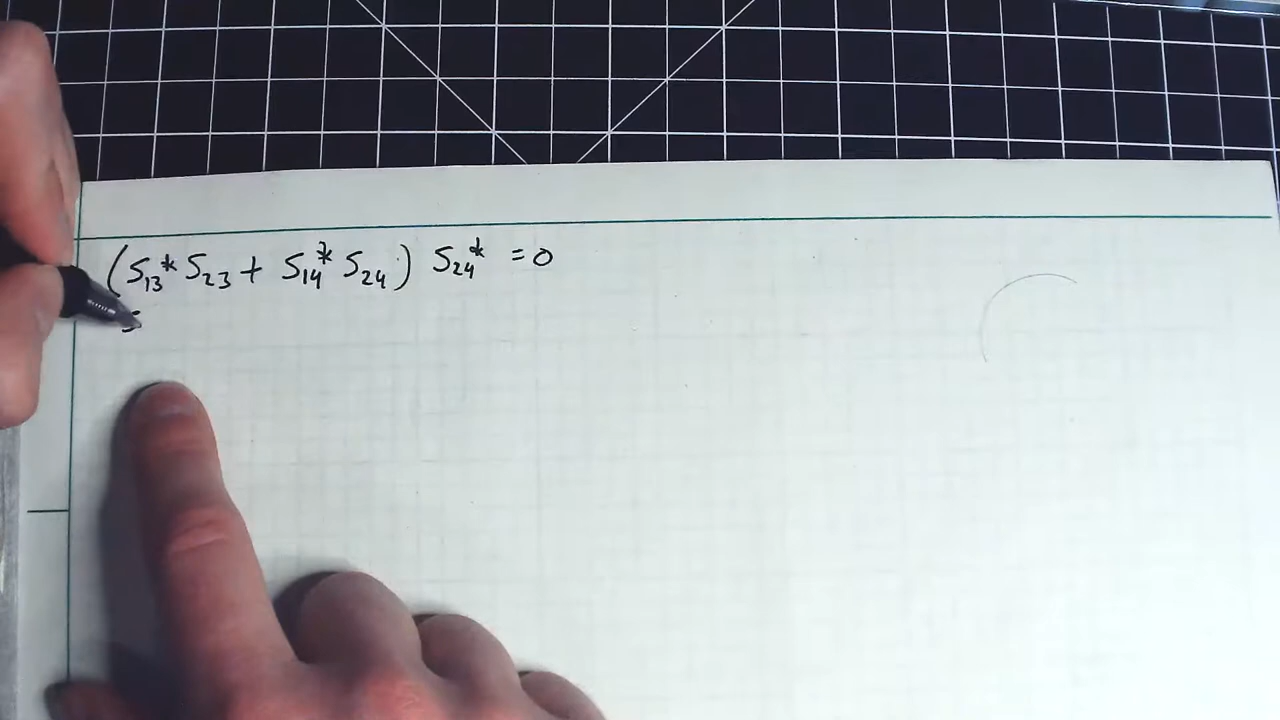 (S₁₃* S₂₃ + S₁₄* S₂₄) S₂₄* = 0